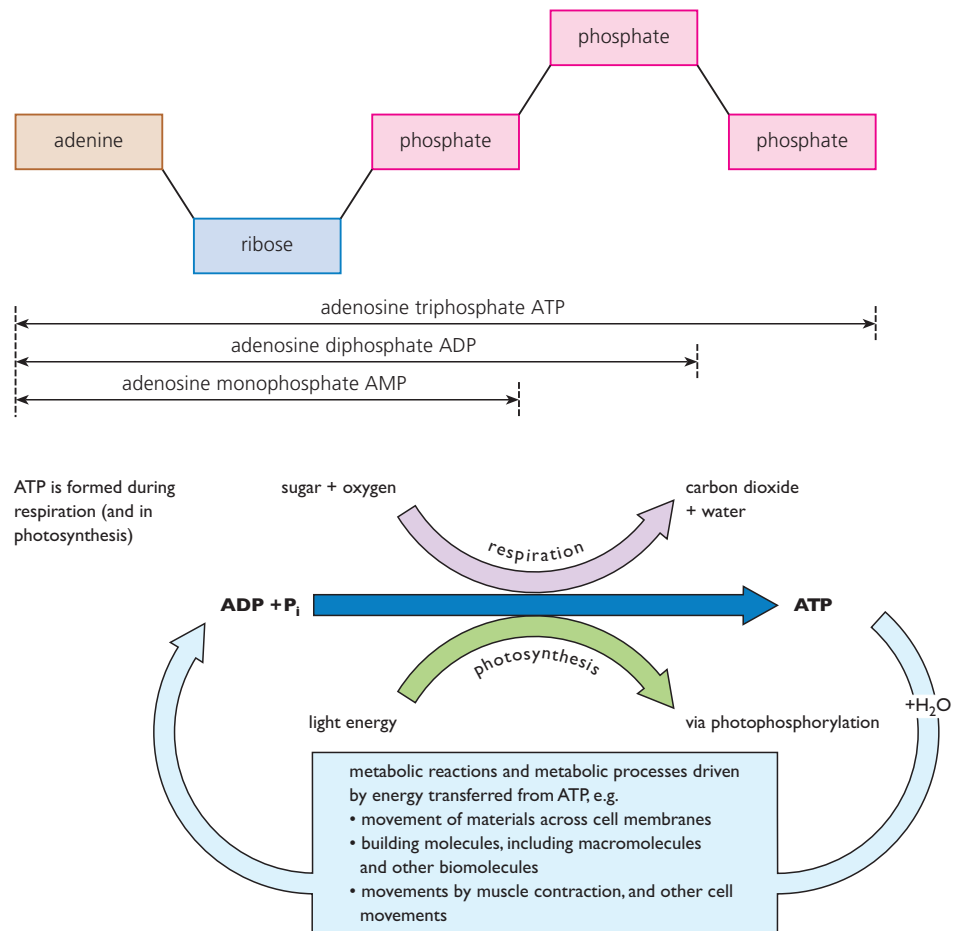 phosphate
adenine
phosphate
phosphate
ribose
adenosine triphosphate ATP
adenosine diphosphate ADP
adenosine monophosphate AMP
ATP is formed during
respiration (and in
photosynthesis)
sugar + oxygen
carbon dioxide
+ water
respiration
ADP +Pi
ATP
photosynthesis
+H₂O
light energy
via photophosphorylation
metabolic reactions and metabolic processes driven
by energy transferred from ATP, e.g.
• movement of materials across cell membranes
• building molecules, including macromolecules
and other biomolecules
• movements by muscle contraction, and other cell
movements